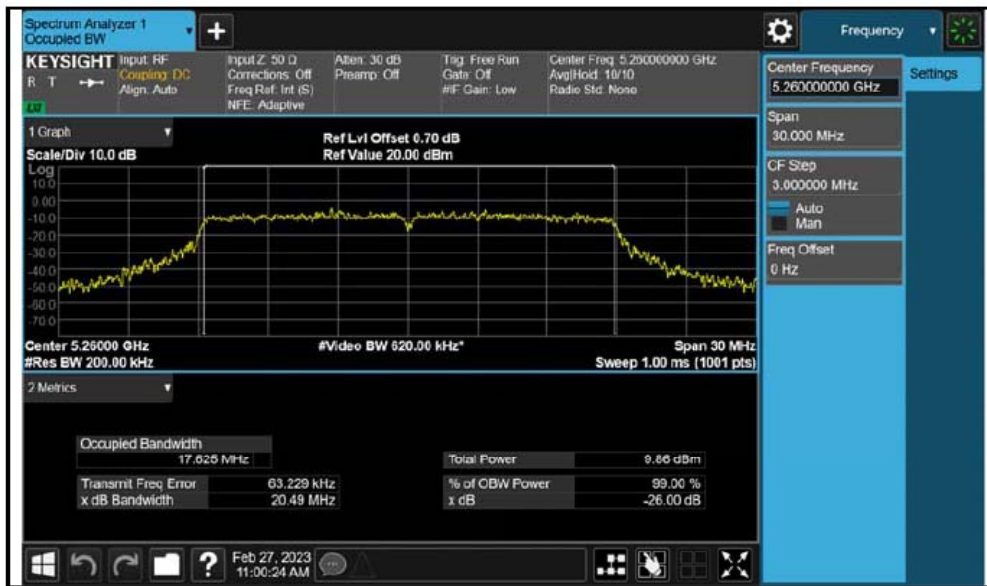 Spectrum Analyzer 1
Occupied BW
Frequency
KEYSIGHT
R T
LU
Input: RF
Coupling: DC
Align: Auto
Input Z: 50 Ω
Corrections: Off
Freq Ref: Int (S)
NFE: Adaptive
Atten: 30 dB
Preamp: Off
Trig: Free Run
Gate: Off
#IF Gain: Low
Center Freq: 5.260000000 GHz
Avg|Hold: 10/10
Radio Std: None
Center Frequency
5.260000000 GHz
Settings
Span
30.000 MHz
CF Step
3.000000 MHz
Auto
Man
Freq Offset
0 Hz
1 Graph
Scale/Div 10.0 dB
Ref Lvl Offset 0.70 dB
Ref Value 20.00 dBm
Log
10.0
0.00
-10.0
-20.0
-30.0
-40.0
-50.0
-60.0
-70.0
Center 5.26000 GHz
#Video BW 620.00 kHz*
Span 30 MHz
#Res BW 200.00 kHz
Sweep 1.00 ms (1001 pts)
2 Metrics
Occupied Bandwidth
17.625 MHz
Total Power 9.86 dBm
Transmit Freq Error 63.229 kHz
% of OBW Power 99.00 %
x dB Bandwidth 20.49 MHz
x dB -26.00 dB
?
Feb 27, 2023
11:00:24 AM